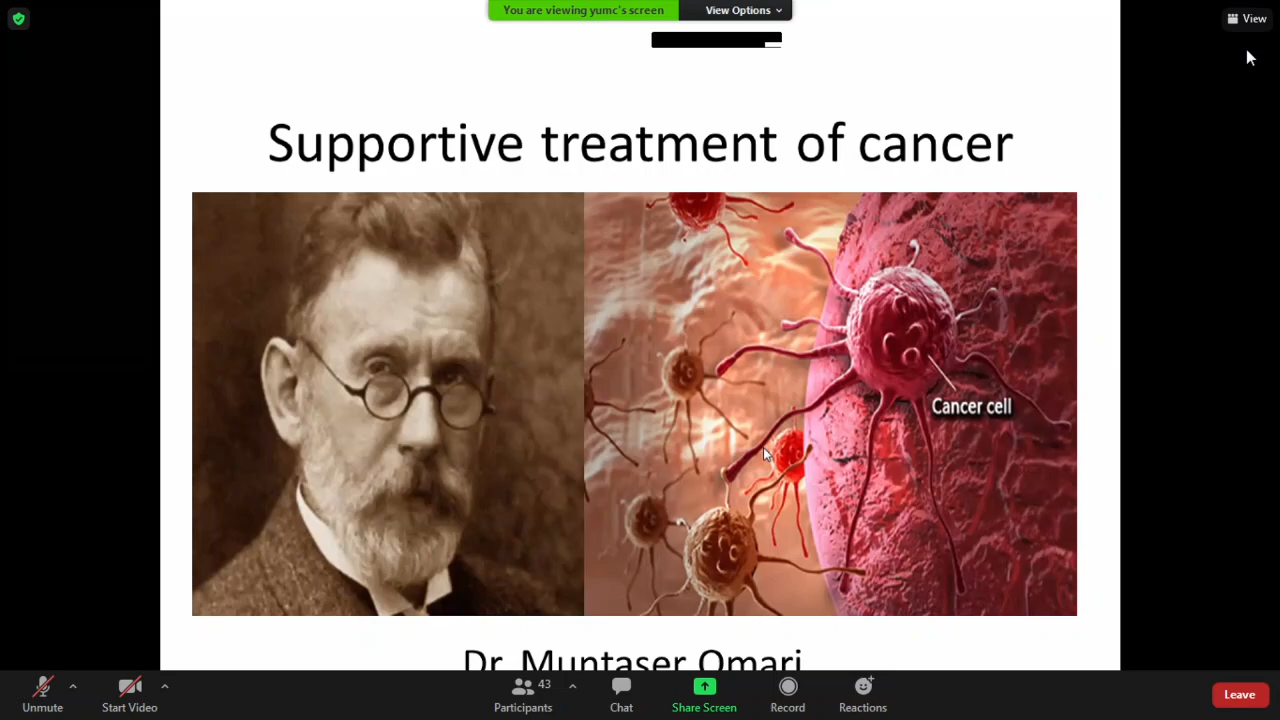 You are viewing yumc's screen
View Options
View
Supportive treatment of cancer
Cancer cell
Dr. Muntaser Omari
Unmute
Start Video
43
Participants
Chat
Share Screen
Record
Reactions
Leave